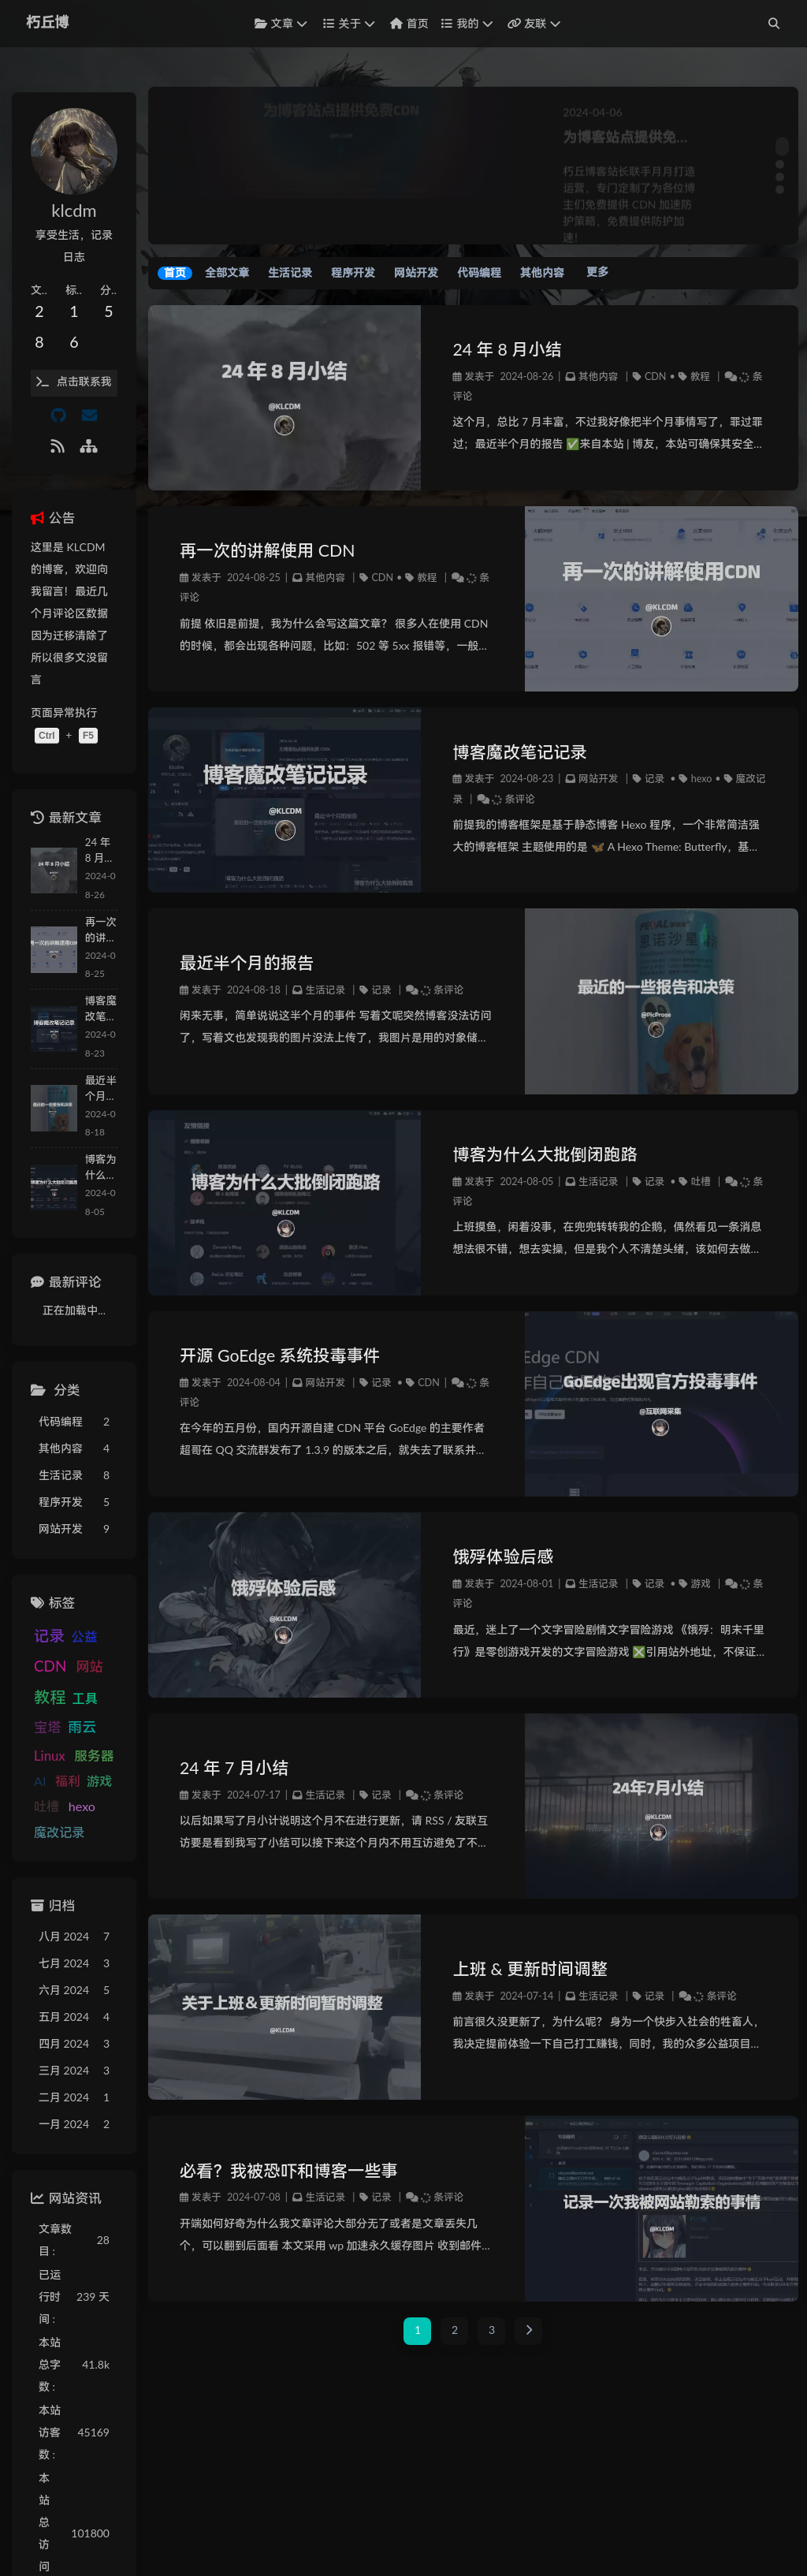 朽丘博
文章 关于 首页 我的 友联
klcdm
享受生活，记录
日志
文.. 标.. 分..
2 1 5
8 6
点击联系我
公告
这里是 KLCDM
的博客，欢迎向
我留言！最近几
个月评论区数据
因为迁移清除了
所以很多文没留
言
页面异常执行
Ctrl + F5
最新文章
24 年
8 月...
2024-0
8-26
再一次
的讲...
2024-0
8-25
博客魔
改笔...
2024-0
8-23
最近半
个月...
2024-0
8-18
博客为
什么...
2024-0
8-05
最新评论
正在加载中...
分类
代码编程 2
其他内容 4
生活记录 8
程序开发 5
网站开发 9
标签
记录 公益
CDN 网站
教程 工具
宝塔 雨云
Linux 服务器
AI 福利 游戏
吐槽 hexo
魔改记录
归档
八月 2024 7
七月 2024 3
六月 2024 5
五月 2024 4
四月 2024 3
三月 2024 3
二月 2024 1
一月 2024 2
网站资讯
文章数
目 : 28
已运
行时 239 天
间 :
本站
总字 41.8k
数 :
本站
访客 45169
数 :
本
站
总
访 101800
问
为博客站点提供免费CDN
2024-04-06
为博客站点提供免...
朽丘博客站长联手月月打造
运营，专门定制了为各位博
主们免费提供 CDN 加速防
护策略，免费提供防护加
速！
首页 全部文章 生活记录 程序开发 网站开发 代码编程 其他内容 更多
24 年 8 月小结
@KLCDM
24 年 8 月小结
发表于 2024-08-26 | 其他内容 | CDN • 教程 | 条
评论
这个月，总比 7 月丰富，不过我好像把半个月事情写了，罪过罪
过；最近半个月的报告 ✅来自本站 | 博友，本站可确保其安全...
再一次的讲解使用 CDN
发表于 2024-08-25 | 其他内容 | CDN • 教程 | 条
评论
前提 依旧是前提，我为什么会写这篇文章？ 很多人在使用 CDN
的时候，都会出现各种问题，比如：502 等 5xx 报错等，一般...
再一次的讲解使用CDN
@KLCDM
博客魔改笔记记录
@KLCDM
博客魔改笔记记录
发表于 2024-08-23 | 网站开发 | 记录 • hexo • 魔改记
录 | 条评论
前提我的博客框架是基于静态博客 Hexo 程序，一个非常简洁强
大的博客框架 主题使用的是 🦋 A Hexo Theme: Butterfly，基...
最近半个月的报告
发表于 2024-08-18 | 生活记录 | 记录 | 条评论
闲来无事，简单说说这半个月的事件 写着文呢突然博客没法访问
了，写着文也发现我的图片没法上传了，我图片是用的对象储...
最近的一些报告和决策
@PicProse
博客为什么大批倒闭跑路
@KLCDM
博客为什么大批倒闭跑路
发表于 2024-08-05 | 生活记录 | 记录 • 吐槽 | 条
评论
上班摸鱼，闲着没事，在兜兜转转我的企鹅，偶然看见一条消息
想法很不错，想去实操，但是我个人不清楚头绪，该如何去做...
开源 GoEdge 系统投毒事件
发表于 2024-08-04 | 网站开发 | 记录 • CDN | 条
评论
在今年的五月份，国内开源自建 CDN 平台 GoEdge 的主要作者
超哥在 QQ 交流群发布了 1.3.9 的版本之后，就失去了联系并...
GoEdge出现官方投毒事件
@互联网采集
饿殍体验后感
@KLCDM
饿殍体验后感
发表于 2024-08-01 | 生活记录 | 记录 • 游戏 | 条
评论
最近，迷上了一个文字冒险剧情文字冒险游戏 《饿殍：明末千里
行》是零创游戏开发的文字冒险游戏 ❎引用站外地址，不保证...
24 年 7 月小结
发表于 2024-07-17 | 生活记录 | 记录 | 条评论
以后如果写了月小计说明这个月不在进行更新，请 RSS / 友联互
访要是看到我写了小结可以接下来这个月内不用互访避免了不...
24年7月小结
@KLCDM
关于上班&更新时间暂时调整
@KLCDM
上班 & 更新时间调整
发表于 2024-07-14 | 生活记录 | 记录 | 条评论
前言很久没更新了，为什么呢？ 身为一个快步入社会的牲畜人，
我决定提前体验一下自己打工赚钱，同时，我的众多公益项目...
必看？我被恐吓和博客一些事
发表于 2024-07-08 | 生活记录 | 记录 | 条评论
开端如何好奇为什么我文章评论大部分无了或者是文章丢失几
个，可以翻到后面看 本文采用 wp 加速永久缓存图片 收到邮件...
记录一次我被网站勒索的事情
@KLCDM
1 2 3